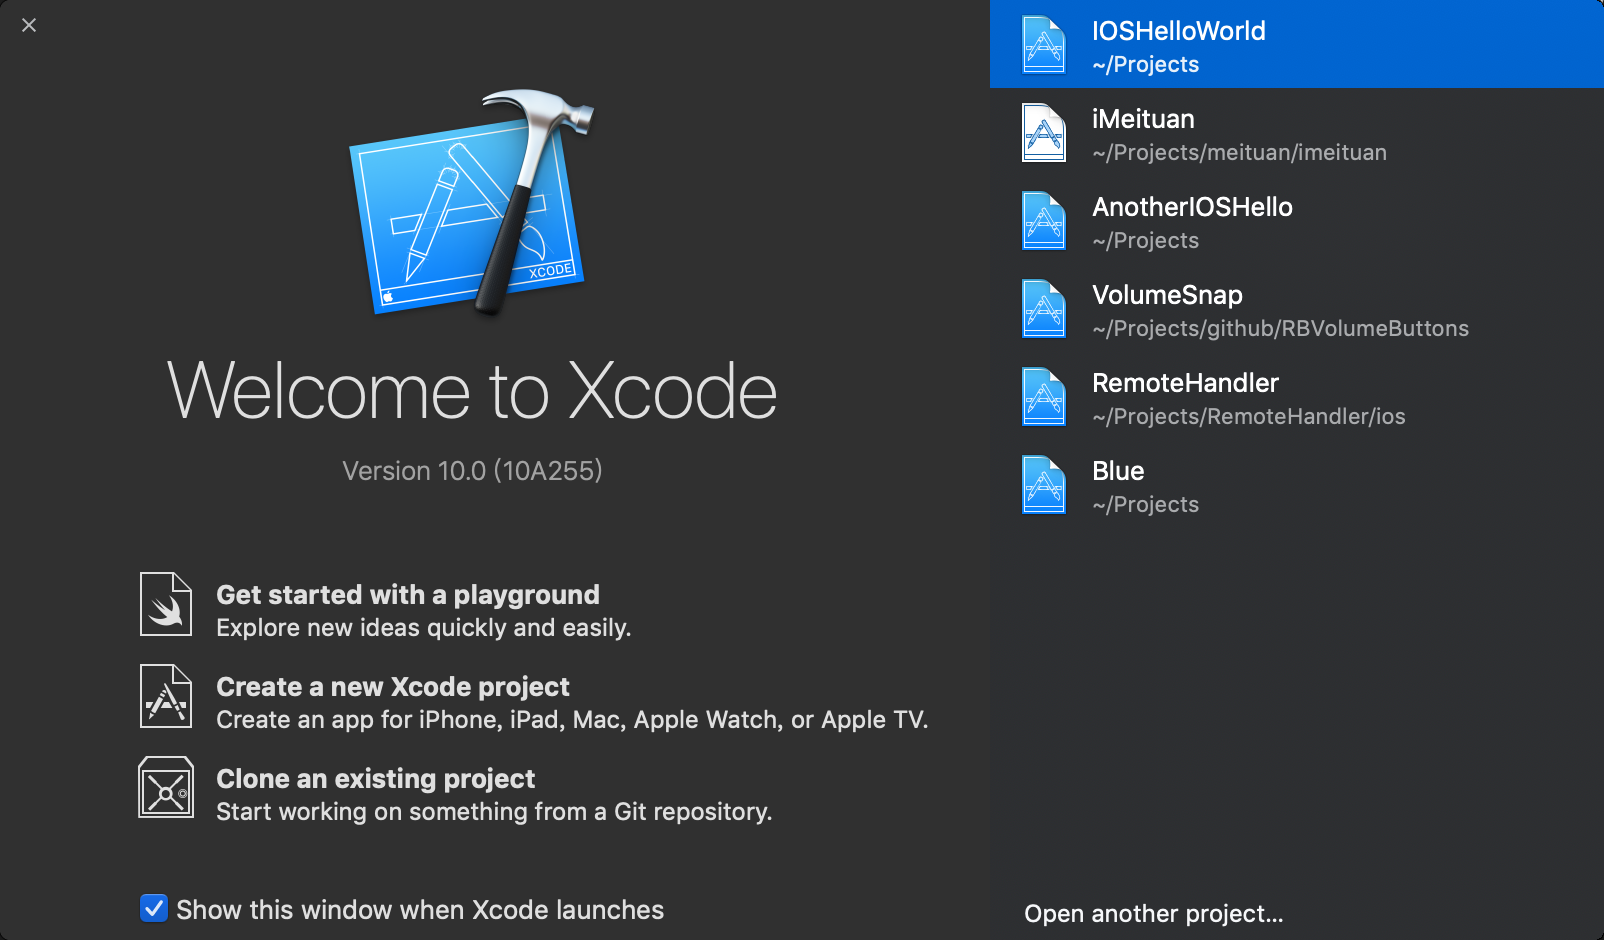 XCODE
Welcome to Xcode
Version 10.0 (10A255)
Get started with a playground
Explore new ideas quickly and easily.
Create a new Xcode project
Create an app for iPhone, iPad, Mac, Apple Watch, or Apple TV.
Clone an existing project
Start working on something from a Git repository.
Show this window when Xcode launches
IOSHelloWorld
~/Projects
iMeituan
~/Projects/meituan/imeituan
AnotherIOSHello
~/Projects
VolumeSnap
~/Projects/github/RBVolumeButtons
RemoteHandler
~/Projects/RemoteHandler/ios
Blue
~/Projects
Open another project...